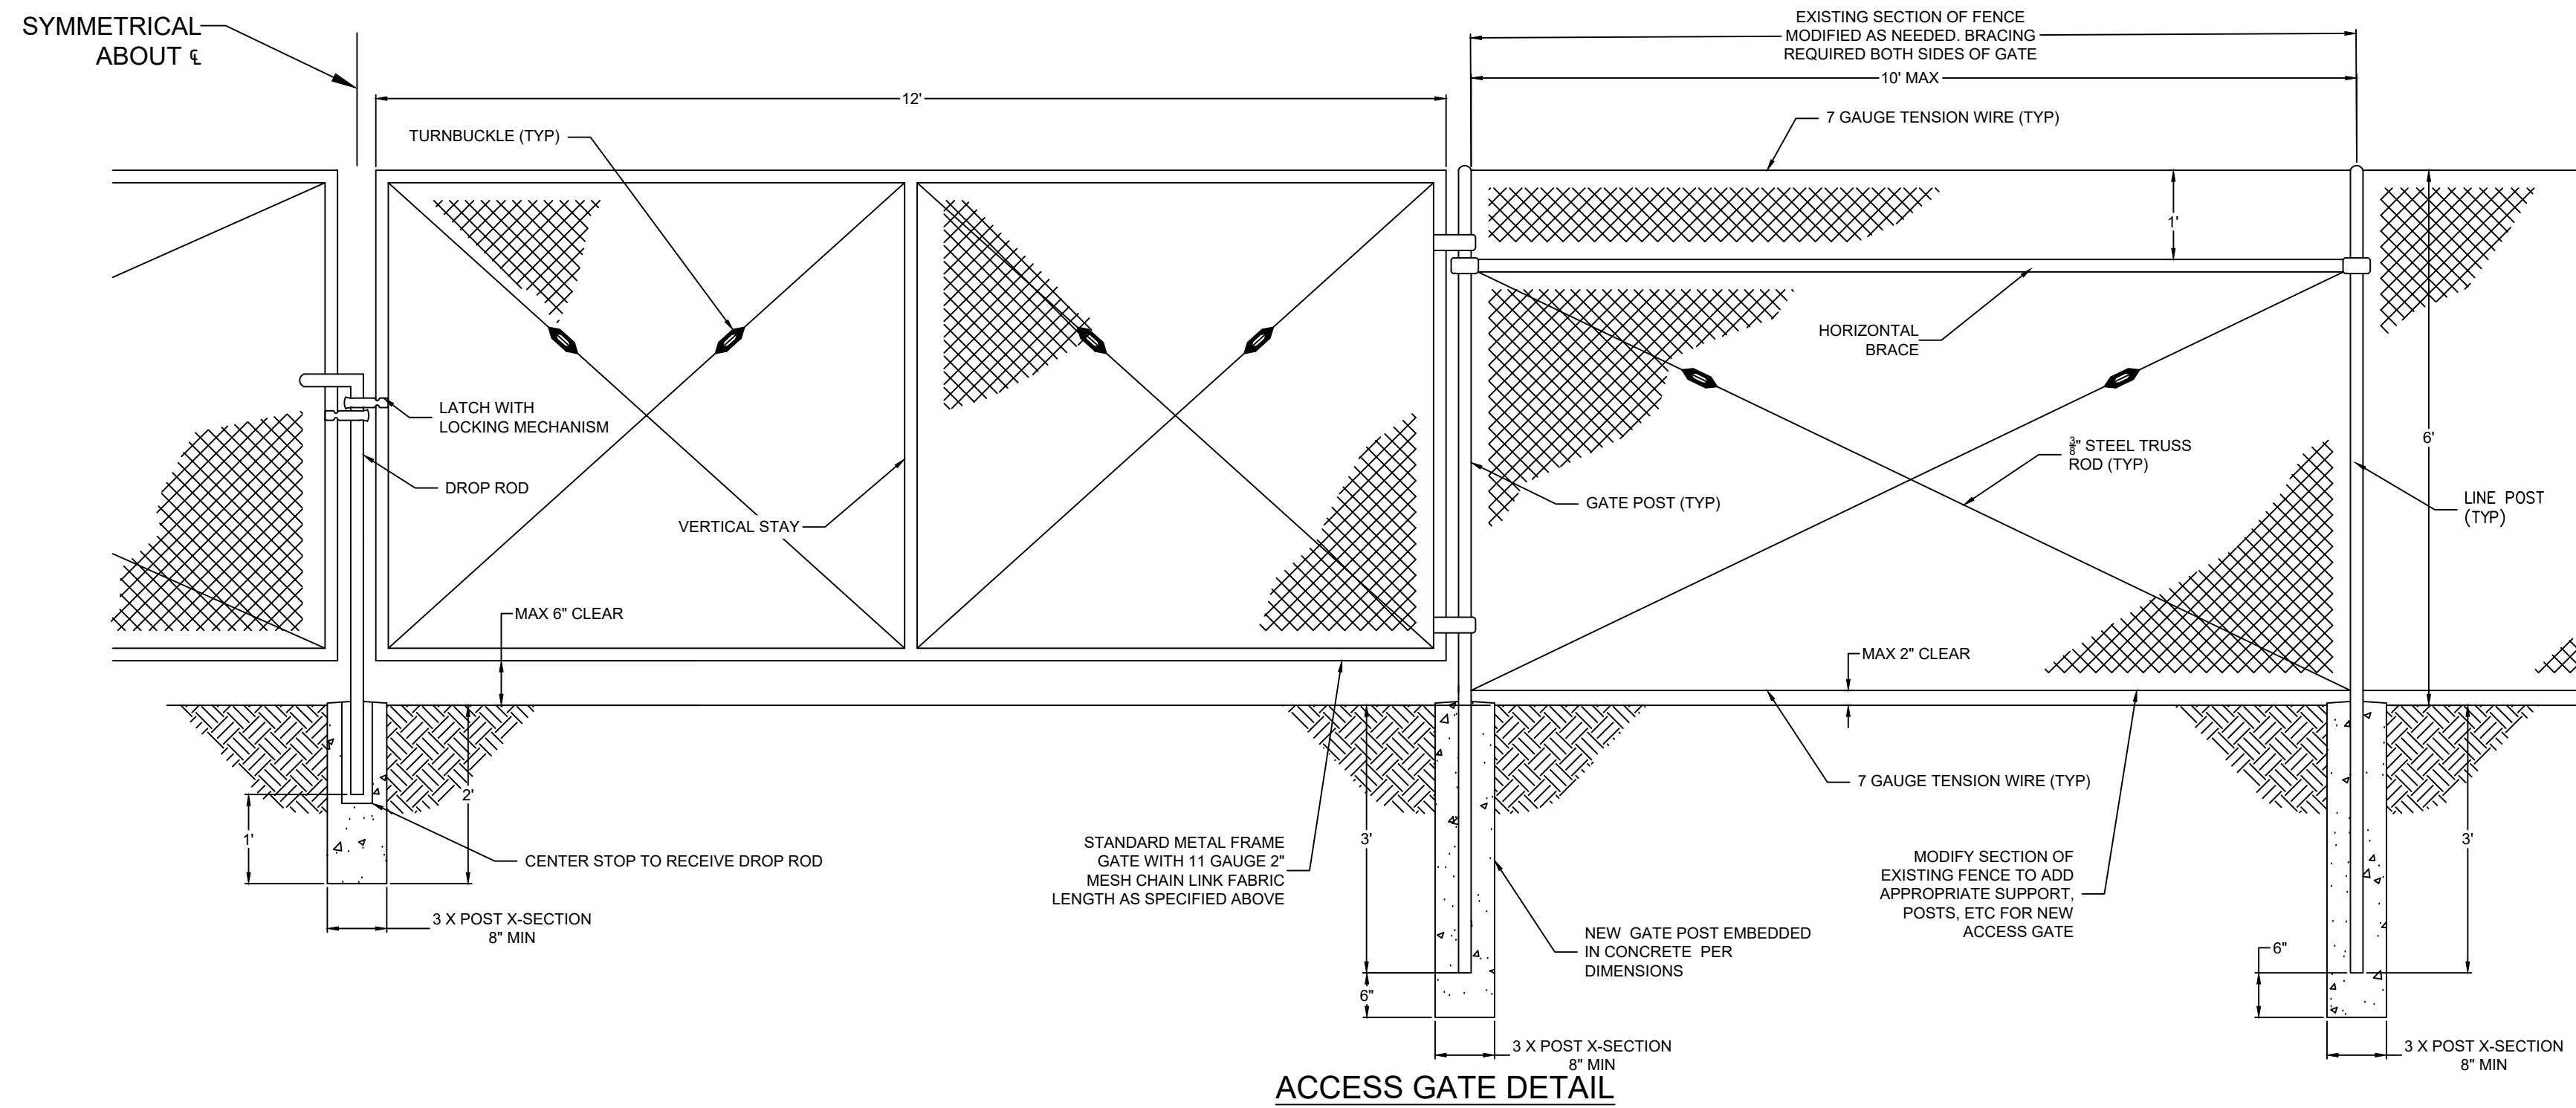 SYMMETRICAL
ABOUT ℄
EXISTING SECTION OF FENCE
MODIFIED AS NEEDED. BRACING
REQUIRED BOTH SIDES OF GATE
10' MAX
12'
TURNBUCKLE (TYP)
7 GAUGE TENSION WIRE (TYP)
1'
HORIZONTAL
BRACE
LATCH WITH
LOCKING MECHANISM
DROP ROD
VERTICAL STAY
GATE POST (TYP)
3/8" STEEL TRUSS
ROD (TYP)
6'
LINE POST
(TYP)
MAX 6" CLEAR
MAX 2" CLEAR
7 GAUGE TENSION WIRE (TYP)
2'
1'
CENTER STOP TO RECEIVE DROP ROD
3 X POST X-SECTION
8" MIN
STANDARD METAL FRAME
GATE WITH 11 GAUGE 2"
MESH CHAIN LINK FABRIC
LENGTH AS SPECIFIED ABOVE
3'
6"
NEW GATE POST EMBEDDED
IN CONCRETE PER
DIMENSIONS
3 X POST X-SECTION
8" MIN
MODIFY SECTION OF
EXISTING FENCE TO ADD
APPROPRIATE SUPPORT,
POSTS, ETC FOR NEW
ACCESS GATE
3'
6"
3 X POST X-SECTION
8" MIN
ACCESS GATE DETAIL